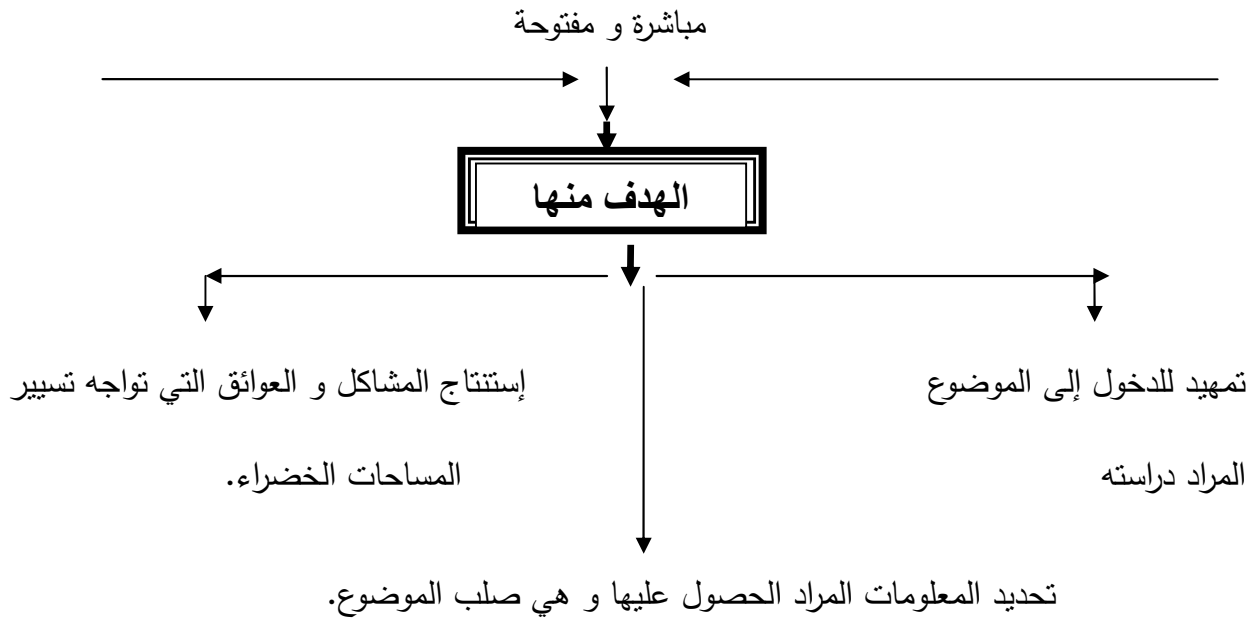 مباشرة و مفتوحة
الهدف منها
تمهيد للدخول إلى الموضوع
المراد دراسته
إستنتاج المشاكل و العوائق التي تواجه تسيير
المساحات الخضراء.
تحديد المعلومات المراد الحصول عليها و هي صلب الموضوع.